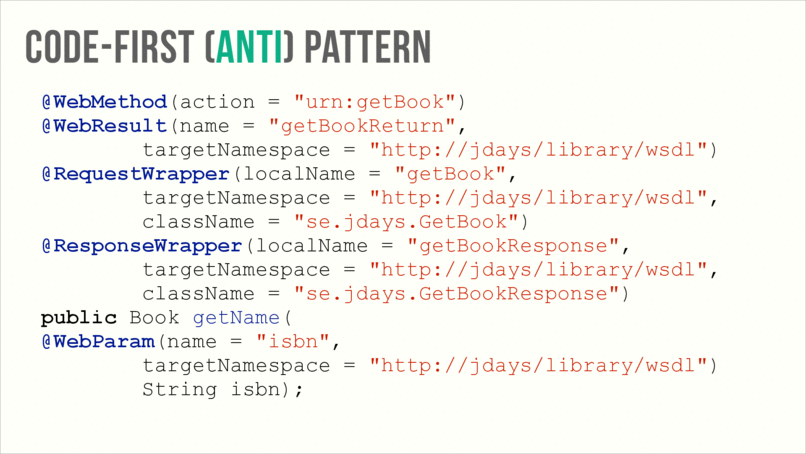 CODE-FIRST (ANTI) PATTERN
@WebMethod(action = "urn:getBook")
@WebResult(name = "getBookReturn",
targetNamespace = "http://jdays/library/wsdl")
@RequestWrapper(localName = "getBook",
targetNamespace = "http://jdays/library/wsdl",
className = "se.jdays.GetBook")
@ResponseWrapper(localName = "getBookResponse",
targetNamespace = "http://jdays/library/wsdl",
className = "se.jdays.GetBookResponse")
public Book getName(
@WebParam(name = "isbn",
targetNamespace = "http://jdays/library/wsdl")
String isbn);